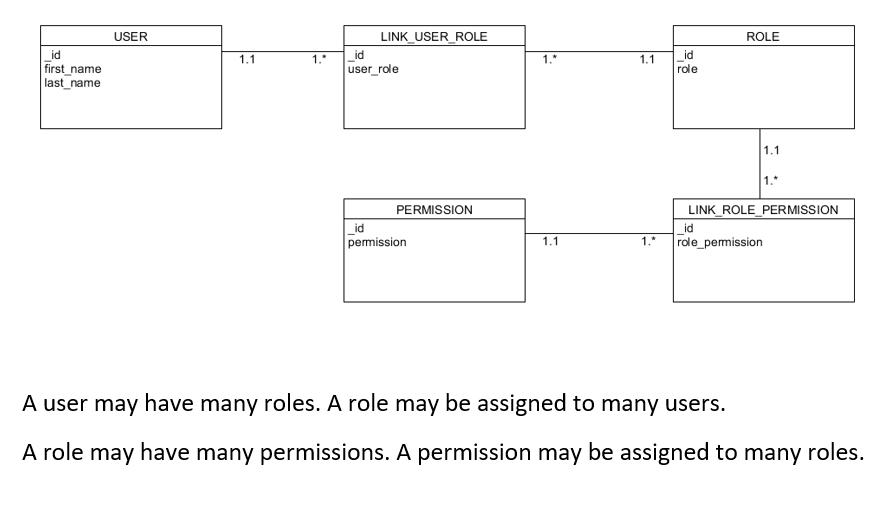 USER
_id
first_name
last_name
1.1
1.*
LINK_USER_ROLE
_id
user_role
1.*
1.1
ROLE
_id
role
1.1
1.*
PERMISSION
_id
permission
1.1
1.*
LINK_ROLE_PERMISSION
_id
role_permission
A user may have many roles. A role may be assigned to many users.
A role may have many permissions. A permission may be assigned to many roles.